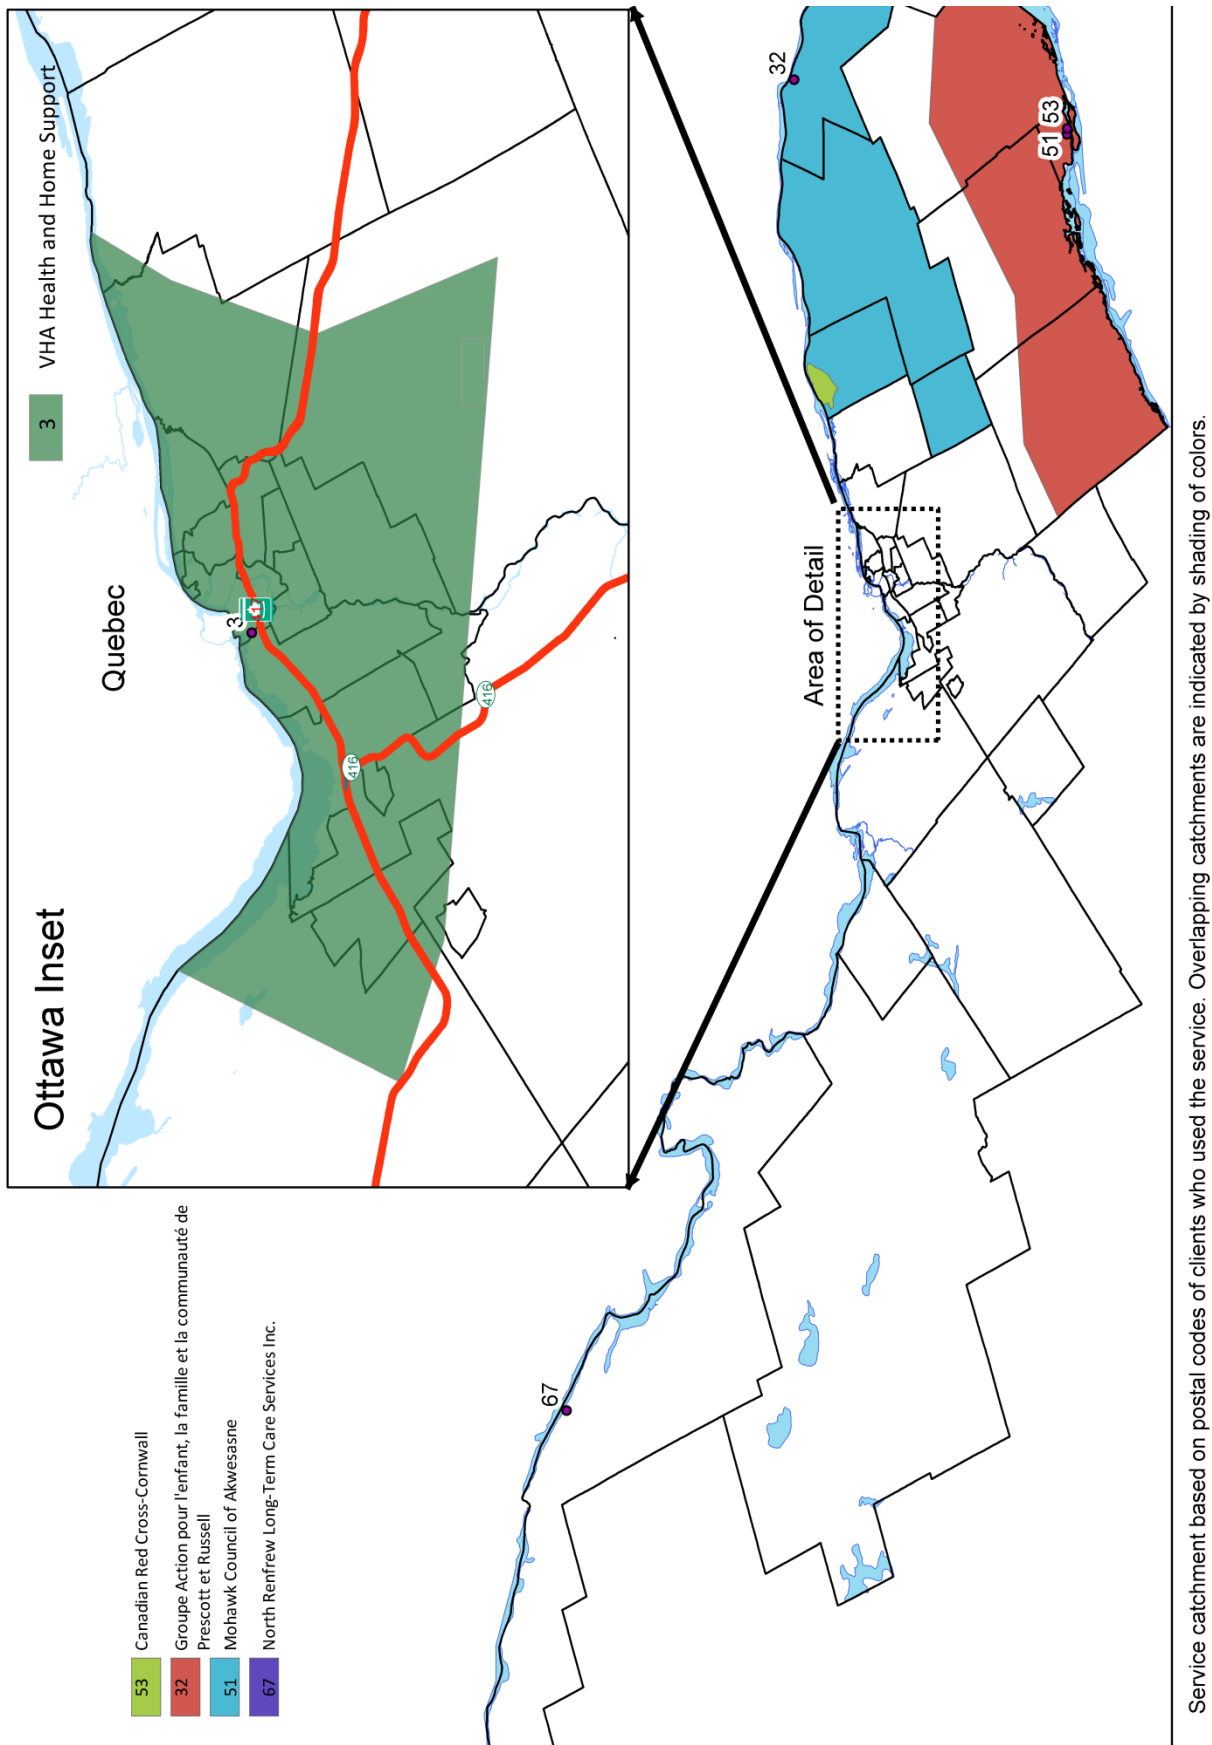 Ottawa Inset
Quebec
3
VHA Health and Home Support
3
417
416
416
53
Canadian Red Cross-Cornwall
32
Groupe Action pour l'enfant, la famille et la communauté de
Prescott et Russell
51
Mohawk Council of Akwesasne
67
North Renfrew Long-Term Care Services Inc.
67
Area of Detail
32
51 53
Service catchment based on postal codes of clients who used the service. Overlapping catchments are indicated by shading of colors.